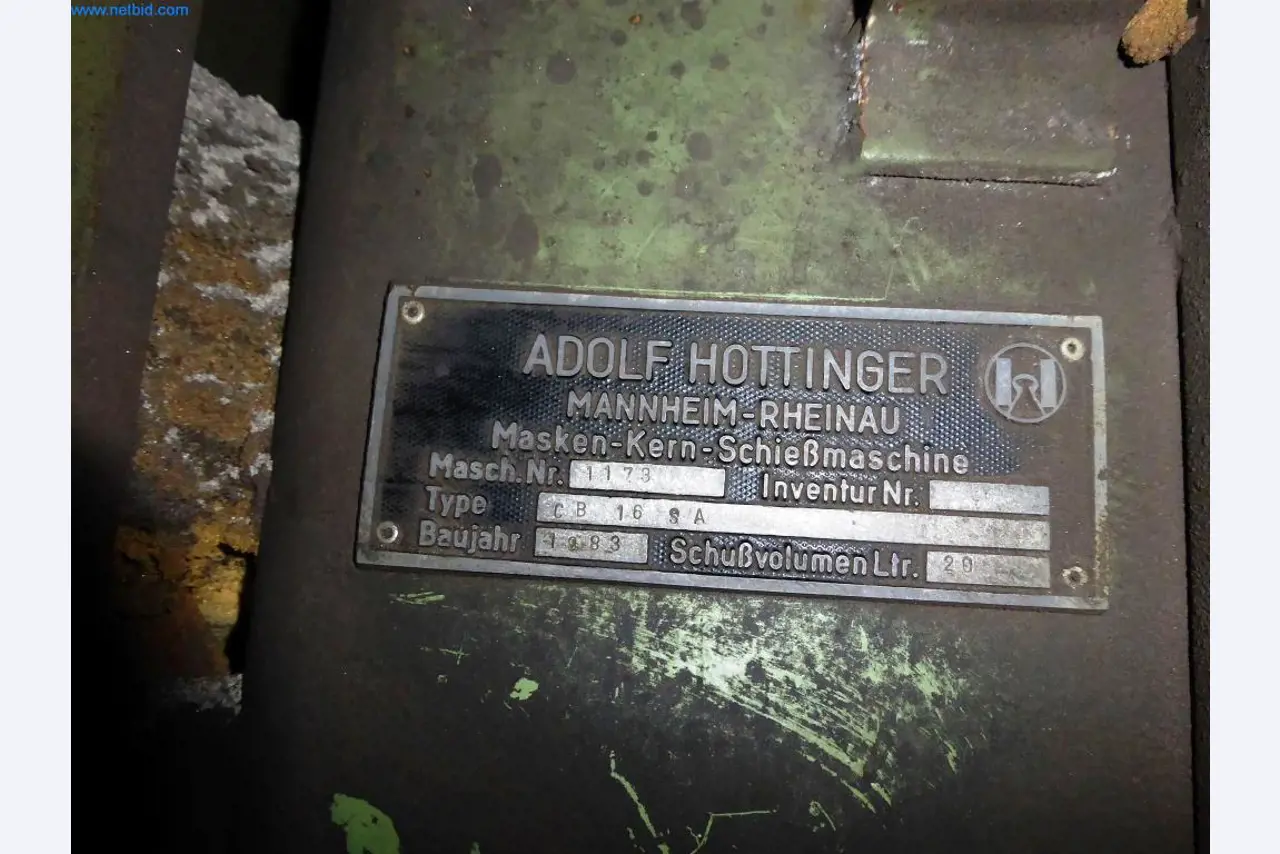 www.netbid.com
ADOLF HOTTINGER
MANNHEIM-RHEINAU
Masken-Kern-Schießmaschine
Masch. Nr. 1173 Inventur Nr.
Type CB 16 SA
Baujahr 1983 Schußvolumen Ltr. 20